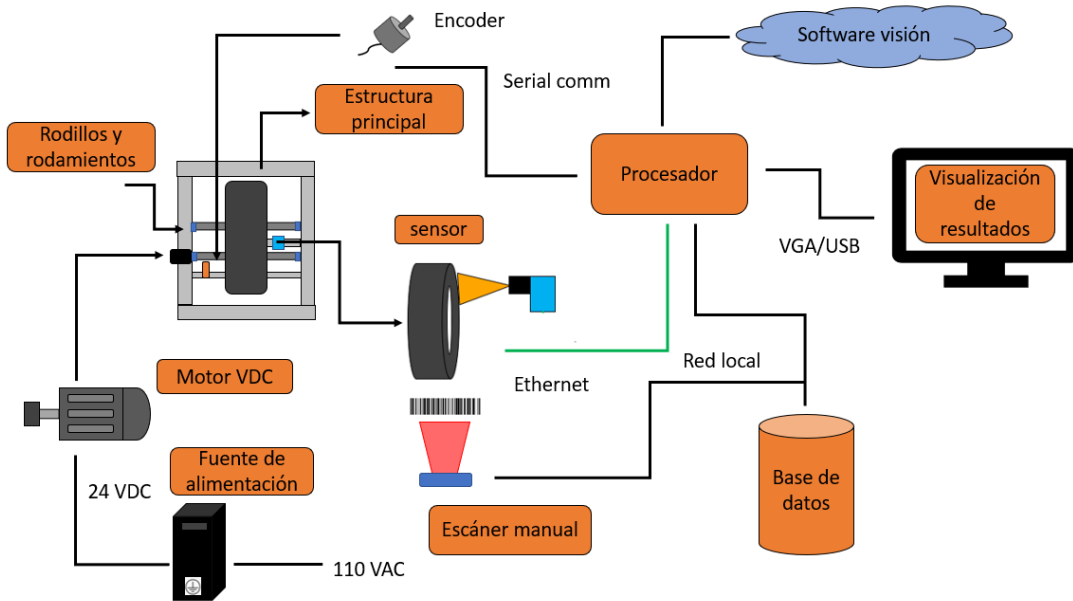 Encoder
Software visión
Serial comm
Estructura
principal
Rodillos y
rodamientos
Procesador
Visualización
de
resultados
sensor
VGA/USB
Motor VDC
Ethernet
Red local
Fuente de
alimentación
24 VDC
Base de
datos
Escáner manual
110 VAC